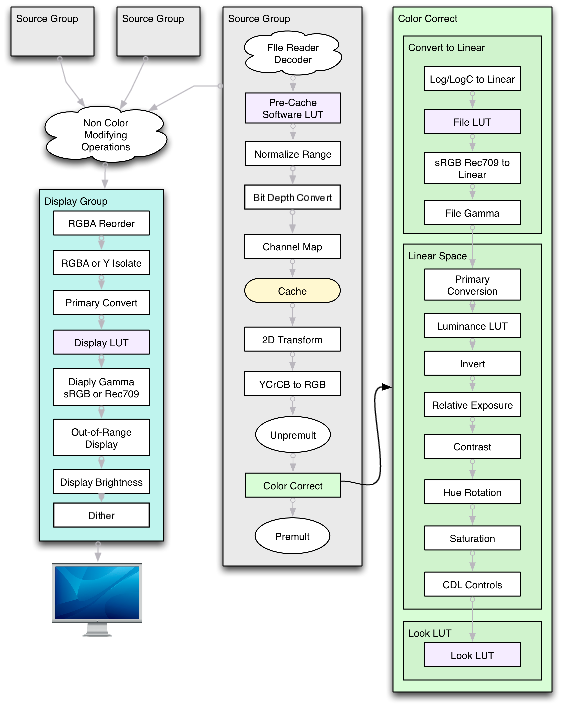 Source Group
Source Group
Non Color
Modifying
Operations
Display Group
RGBA Reorder
RGBA or Y Isolate
Primary Convert
Display LUT
Diaply Gamma
sRGB or Rec709
Out-of-Range
Display
Display Brightness
Dither
Source Group
FIle Reader
Decoder
Pre-Cache
Software LUT
Normalize Range
Bit Depth Convert
Channel Map
Cache
2D Transform
YCrCB to RGB
Unpremult
Color Correct
Premult
Color Correct
Convert to Linear
Log/LogC to Linear
File LUT
sRGB Rec709 to
Linear
File Gamma
Linear Space
Primary
Conversion
Luminance LUT
Invert
Relative Exposure
Contrast
Hue Rotation
Saturation
CDL Controls
Look LUT
Look LUT